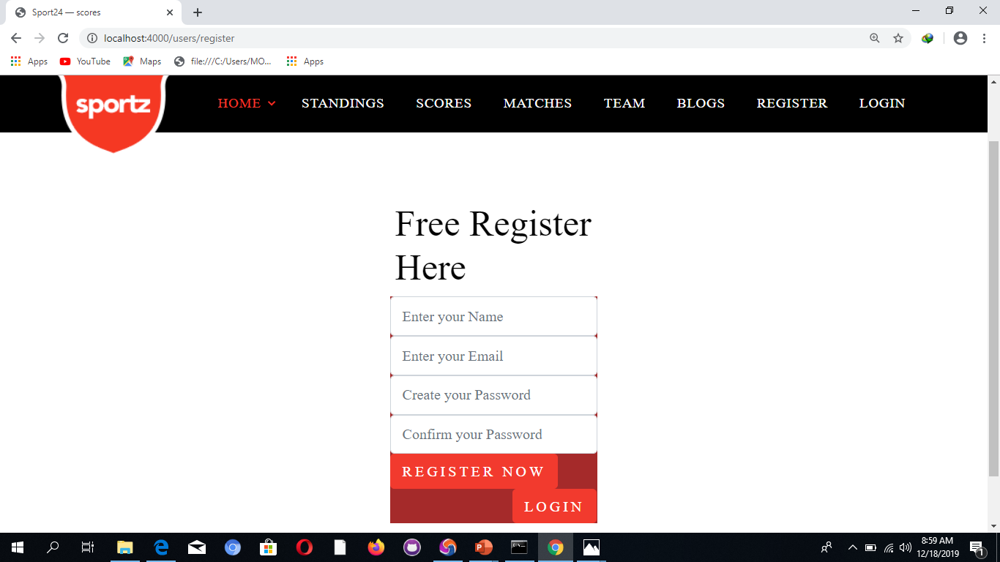 Sport24 — scores
localhost:4000/users/register
Apps YouTube Maps file:///C:/Users/MO... Apps
sportz HOME STANDINGS SCORES MATCHES TEAM BLOGS REGISTER LOGIN
Free Register
Here
Enter your Name
Enter your Email
Create your Password
Confirm your Password
REGISTER NOW
LOGIN
8:59 AM
12/18/2019
1